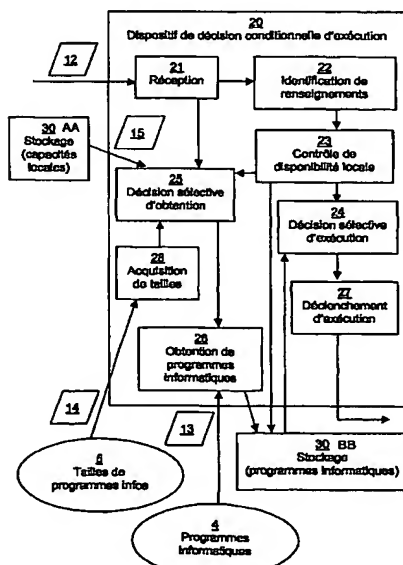 20
Dispositif de décision conditionnelle d'exécution
12
21
Réception
22
Identification de
renseignements
30 AA
Stockage
(capacités
locales)
15
23
Contrôle de
disponibilité locale
25
Décision sélective
d'obtention
24
Décision sélective
d'exécution
28
Acquisition
de tailles
27
Déclenchement
d'exécution
26
Obtention de
programmes
informatiques
14
13
30 BB
Stockage
(programmes informatiques)
Tailles de
programmes infos
4
Programmes
informatiques